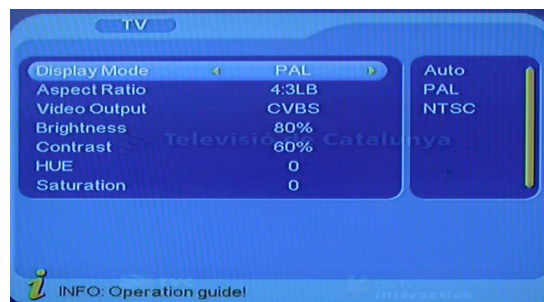 TV
Display Mode PAL
Aspect Ratio 4:3LB
Video Output CVBS
Brightness 80%
Contrast 60%
HUE 0
Saturation 0
Auto
PAL
NTSC
Televisió de Catalunya
i INFO: Operation guide!
interactiva